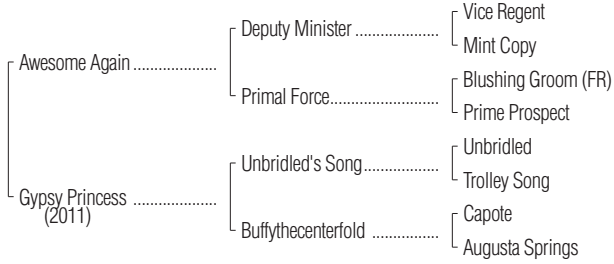 Vice Regent
Deputy Minister ....................
Mint Copy
Awesome Again ....................
Blushing Groom (FR)
Primal Force..........................
Prime Prospect
Unbridled
Unbridled's Song..................
Trolley Song
Gypsy Princess ....................
(2011)
Capote
Buffythecenterfold ................
Augusta Springs